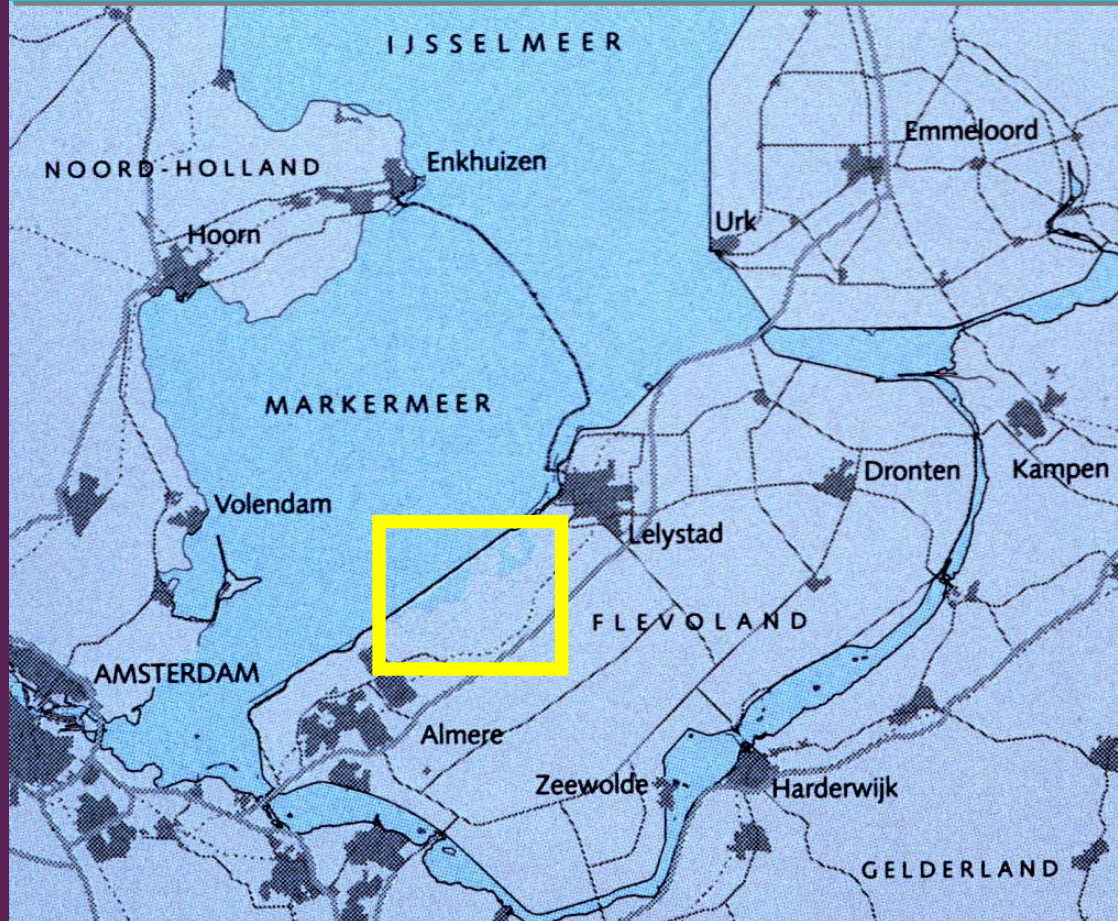 IJSSELMEER
Emmeloord
NOORD-HOLLAND
Enkhuizen
Hoorn
Urk
MARKERMEER
Dronten
Kampen
Volendam
Lelystad
FLEVOLAND
AMSTERDAM
Almere
Zeewolde
Harderwijk
GELDERLAND